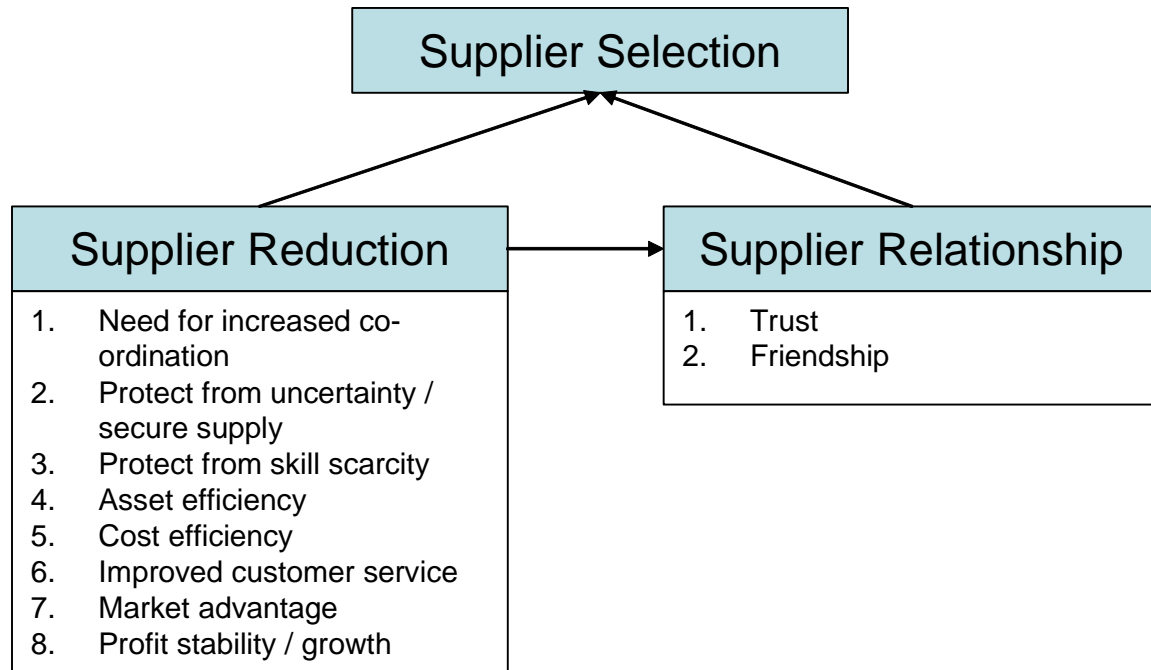 Supplier Selection
Supplier Reduction
1. Need for increased co-
ordination
2. Protect from uncertainty /
secure supply
3. Protect from skill scarcity
4. Asset efficiency
5. Cost efficiency
6. Improved customer service
7. Market advantage
8. Profit stability / growth
Supplier Relationship
1. Trust
2. Friendship